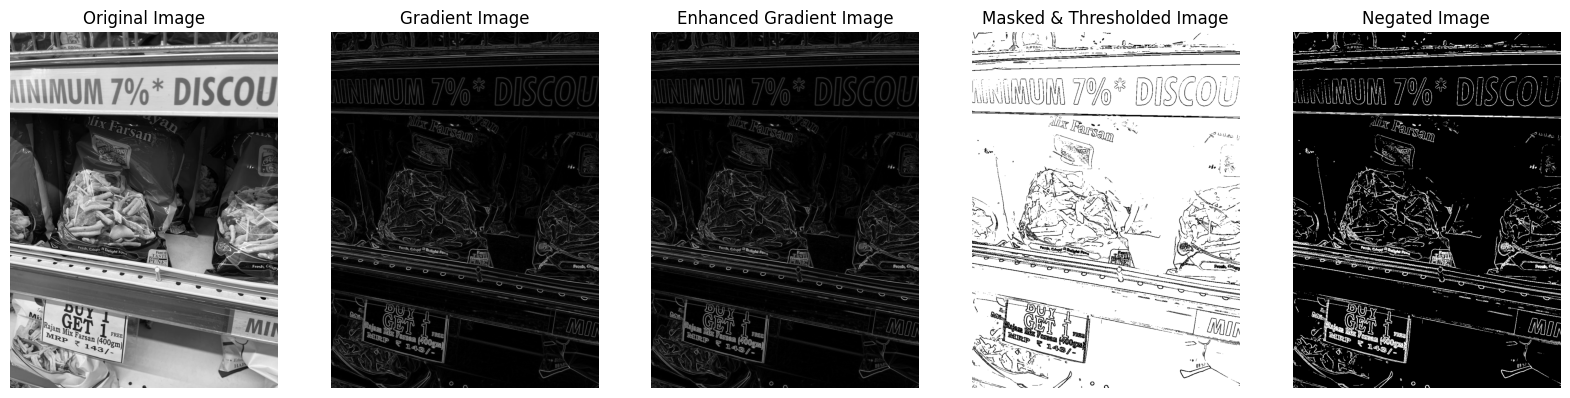 Original Image
MINIMUM 7%* DISCOU
Mix Farsan
BUY 1
GET 1 FREE
Rajam Mix Farsan (400gm)
MRP ₹ 143/-
MIN
Gradient Image
MINIMUM 7%* DISCOU
Mix Farsan
BUY 1
GET 1 FREE
Rajam Mix Farsan (400gm)
MRP ₹ 143/-
MIN
Enhanced Gradient Image
MINIMUM 7%* DISCOU
Mix Farsan
BUY 1
GET 1 FREE
Rajam Mix Farsan (400gm)
MRP ₹ 143/-
MIN
Masked & Thresholded Image
MINIMUM 7%* DISCOU
Mix Farsan
BUY 1
GET 1 FREE
Rajam Mix Farsan (400gm)
MRP ₹ 143/-
MIN
Negated Image
MINIMUM 7%* DISCOU
Mix Farsan
BUY 1
GET 1 FREE
Rajam Mix Farsan (400gm)
MRP ₹ 143/-
MIN